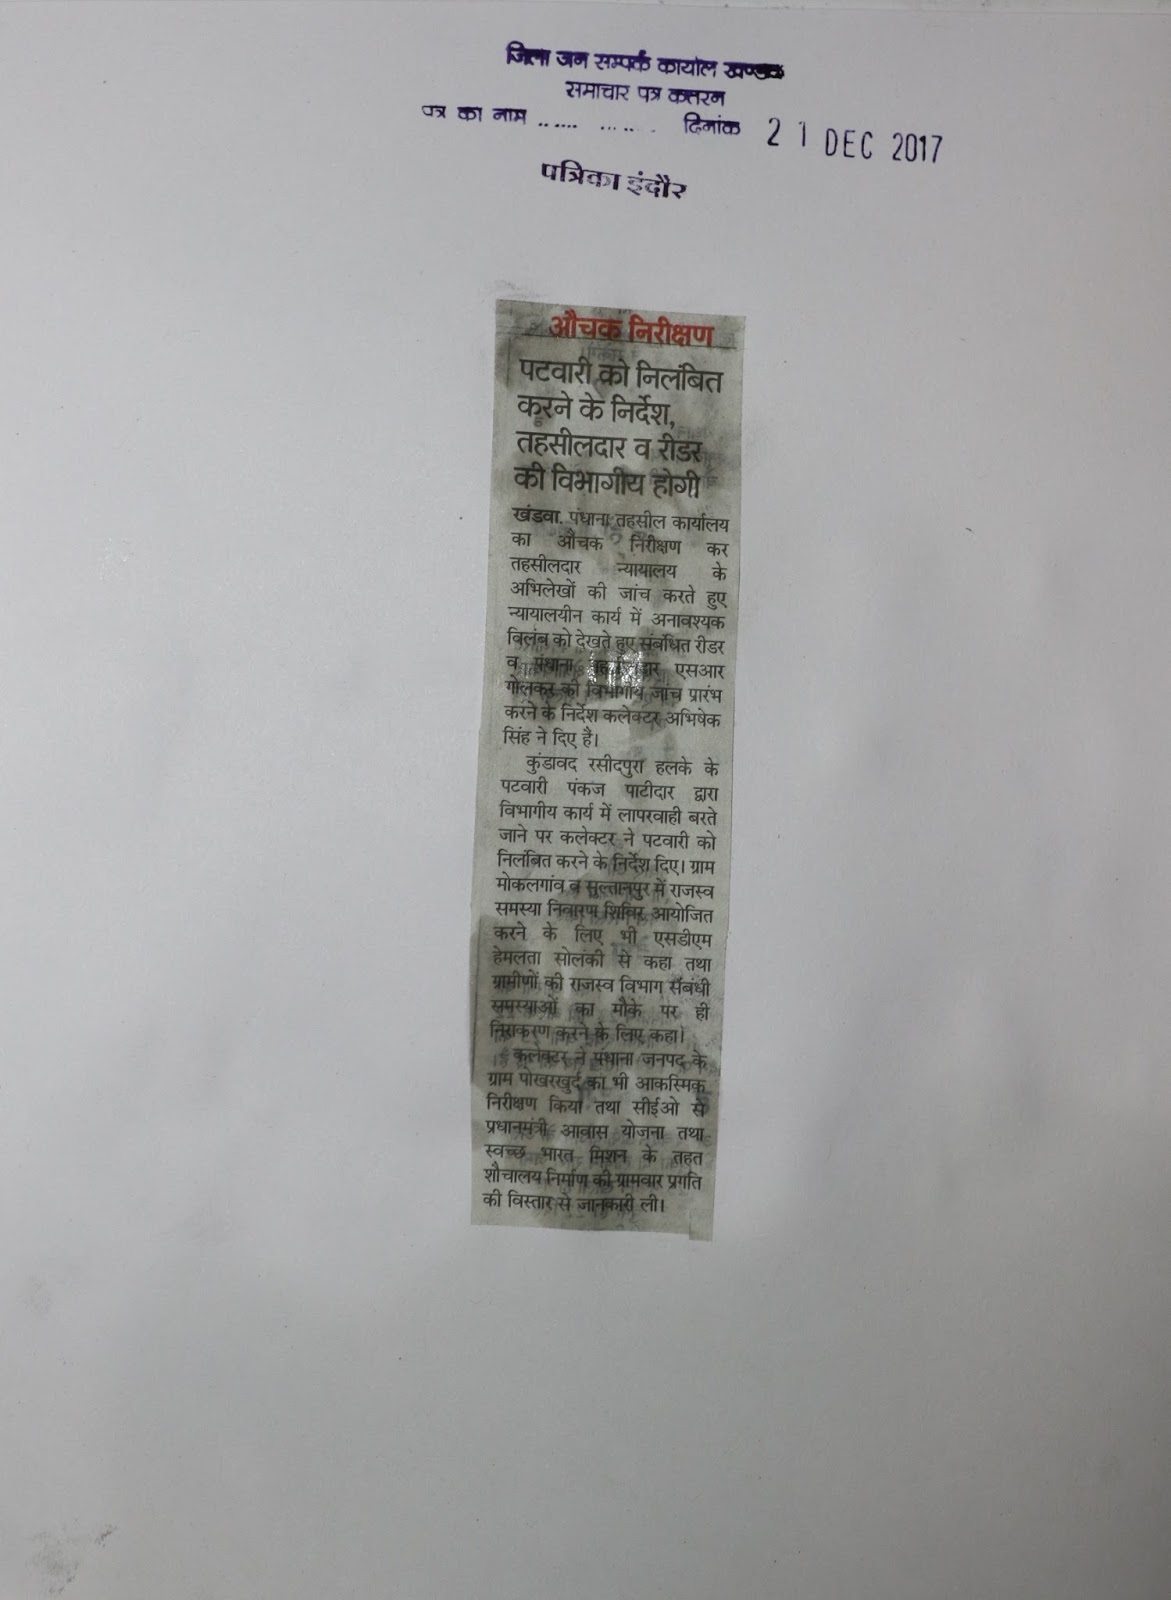 जिला जन सम्पर्क कार्याल खण्डवा
समाचार पत्र कतरन
पत्र का नाम ...... ...... दिनांक 21 DEC 2017
पत्रिका इंदौर
औचक निरीक्षण
पटवारी को निलंबित
करने के निर्देश,
तहसीलदार व रीडर
की विभागीय होगी
खंडवा. पंधाना तहसील कार्यालय
का औचक निरीक्षण कर
तहसीलदार न्यायालय के
अभिलेखों की जांच करते हुए
न्यायालयीन कार्य में अनावश्यक
विलंब को देखते हुए संबंधित रीडर
व पंधाना तहसीलदार एसआर
गोलकर की विभागीय जांच प्रारंभ
करने के निर्देश कलेक्टर अभिषेक
सिंह ने दिए हैं।
कुंडावद रसीदपुरा हलके के
पटवारी पंकज पाटीदार द्वारा
विभागीय कार्य में लापरवाही बरते
जाने पर कलेक्टर ने पटवारी को
निलंबित करने के निर्देश दिए। ग्राम
मोकलगांव व सुल्तानपुर में राजस्व
समस्या निवारण शिविर आयोजित
करने के लिए भी एसडीएम
हेमलता सोलंकी से कहा तथा
ग्रामीणों की राजस्व विभाग संबंधी
समस्याओं का मौके पर ही
निराकरण करने के लिए कहा।
कलेक्टर ने पंधाना जनपद के
ग्राम पोखरखुर्द का भी आकस्मिक
निरीक्षण किया तथा सीईओ से
प्रधानमंत्री आवास योजना तथा
स्वच्छ भारत मिशन के तहत
शौचालय निर्माण की ग्रामवार प्रगति
की विस्तार से जानकारी ली।